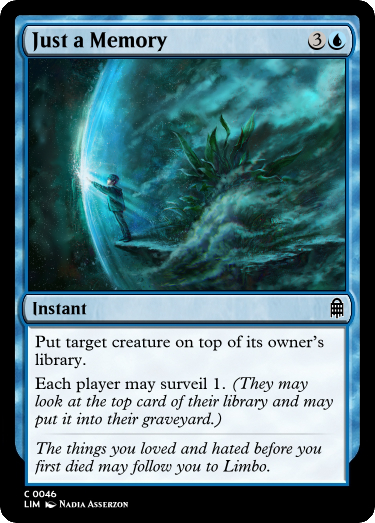 Just a Memory 3
Instant
Put target creature on top of its owner's
library.
Each player may surveil 1. (They may
look at the top card of their library and may
put it into their graveyard.)
The things you loved and hated before you
first died may follow you to Limbo.
C 0046
LIM Nadia Asserzon